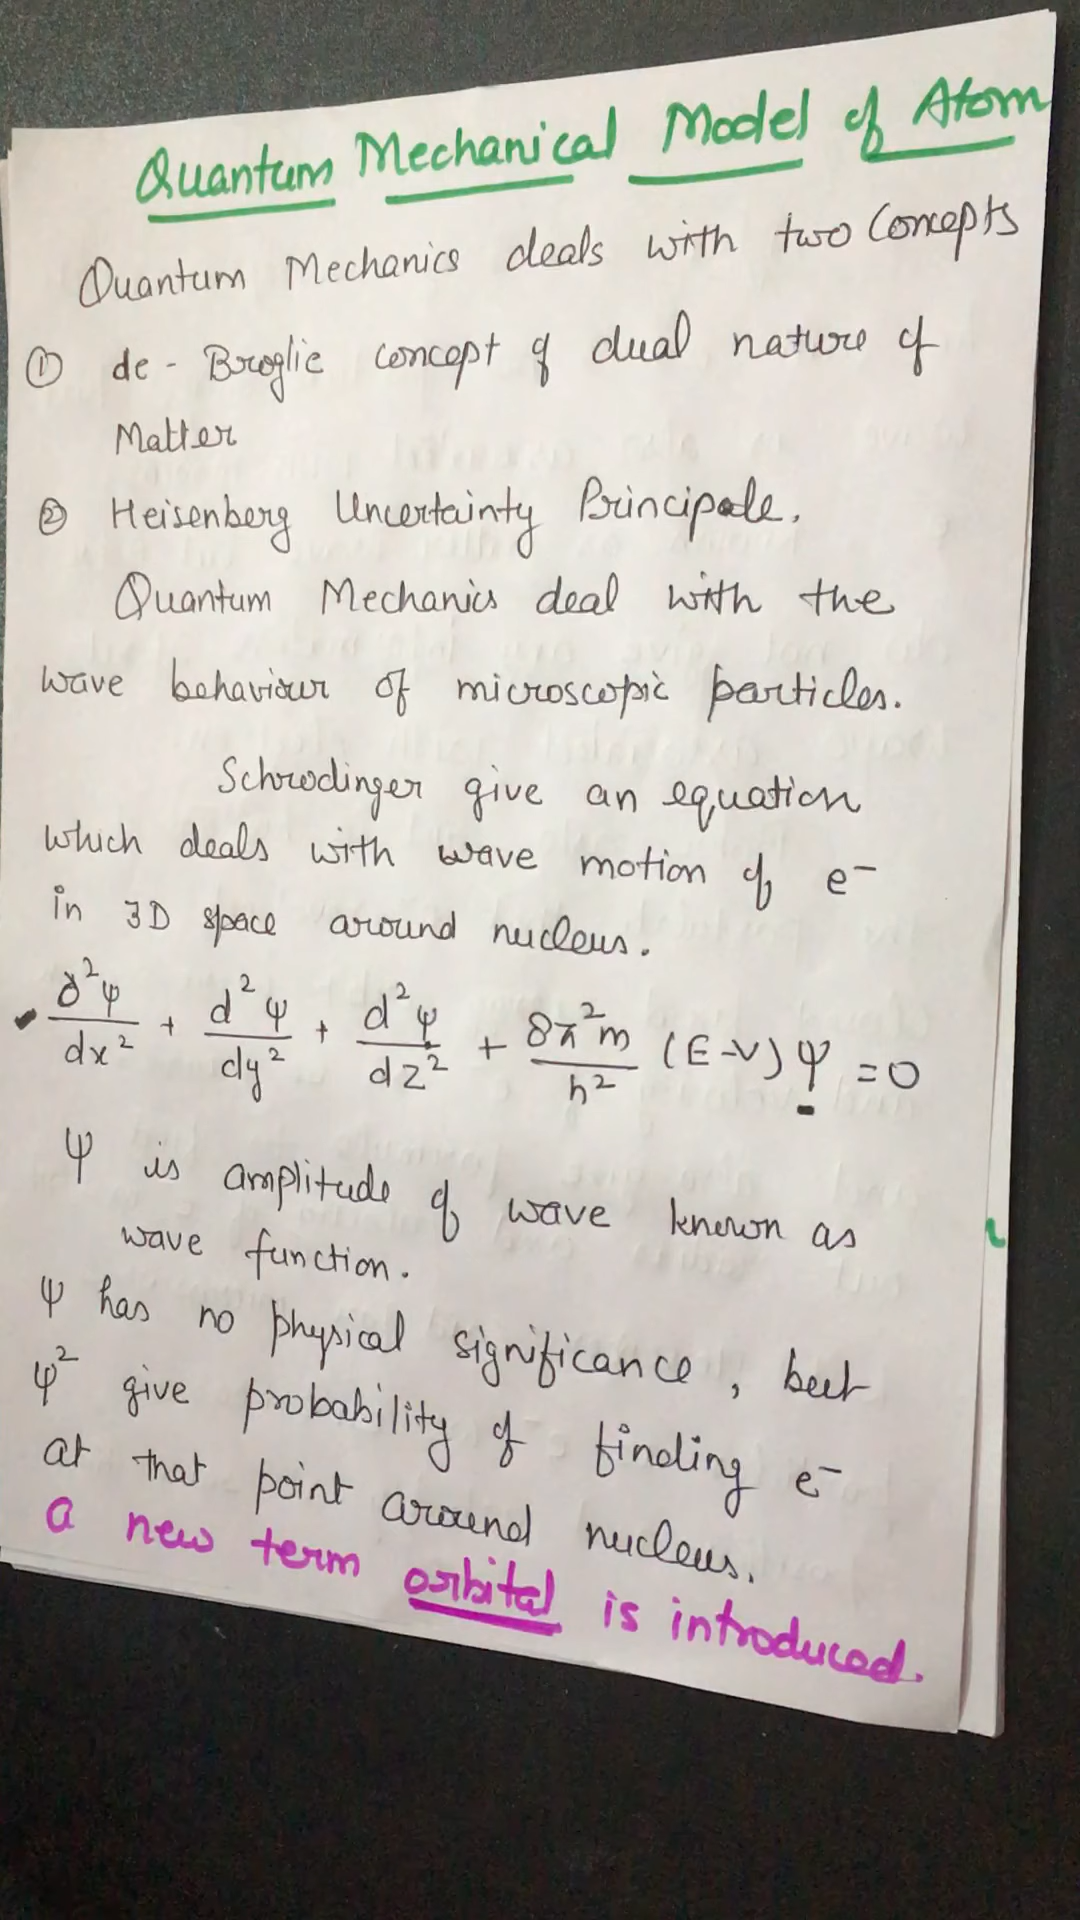 Quantum Mechanical Model of Atom
Quantum Mechanics deals with two Concepts
① de-Broglie concept of dual nature of
Matter
② Heisenberg Uncertainty Principale.
Quantum Mechanics deal with the
wave behaviour of microscopic particles.
Schrodinger give an equation
which deals with wave motion of e⁻
in 3D space around nucleus.
∂²ψ/dx² + d²ψ/dy² + d²ψ/dz² + 8π²m/h² (E-V)ψ = 0
ψ is amplitude of wave known as
wave function.
ψ has no physical significance, but
ψ² give probability of finding e⁻
at that point around nucleus.
a new term orbital is introduced.